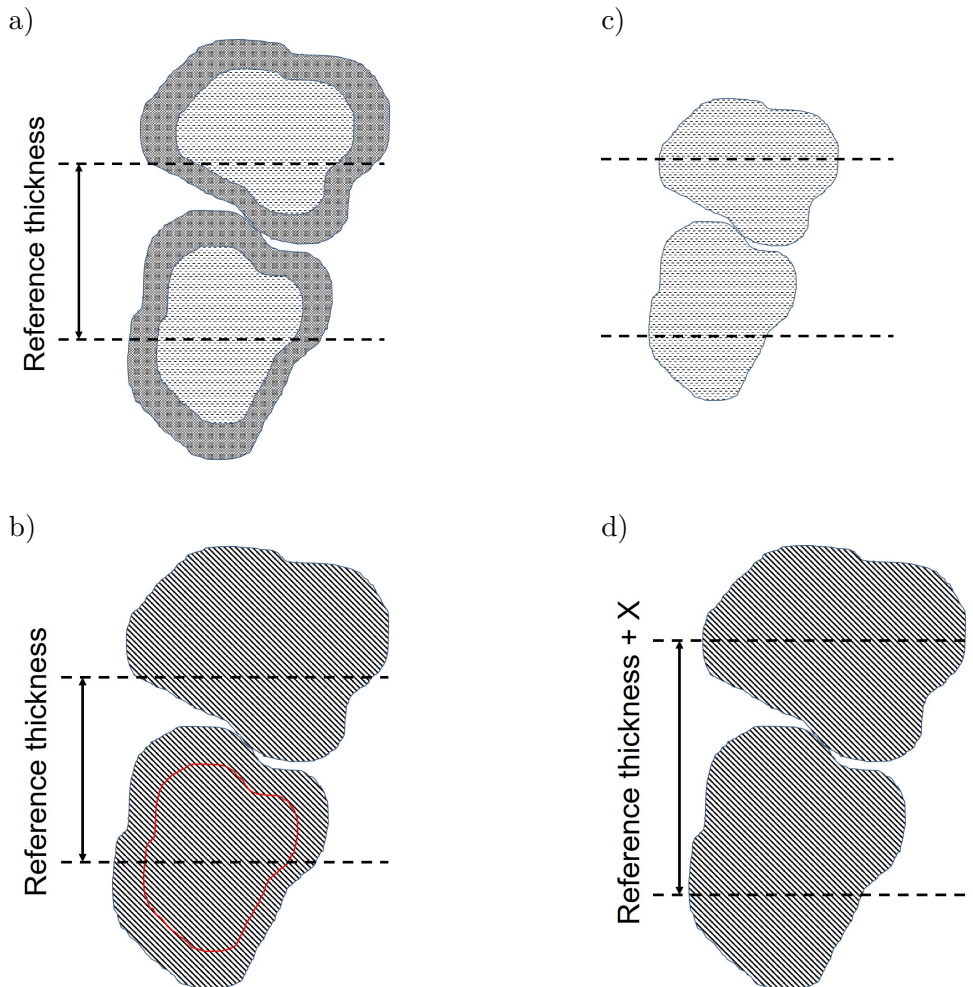 a)
Reference thickness
c)
b)
Reference thickness
d)
Reference thickness + X